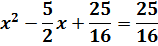 x² − 5/2 x + 25/16 = 25/16